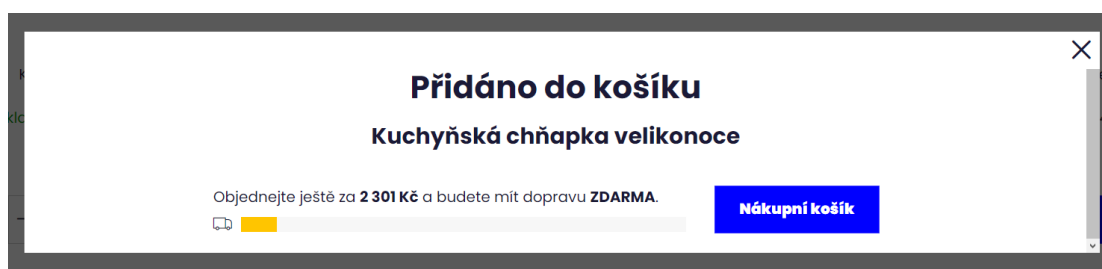 Přidáno do košíku
Kuchyňská chňapka velikonoce
Objednejte ještě za 2 301 Kč a budete mít dopravu ZDARMA.
Nákupní košík